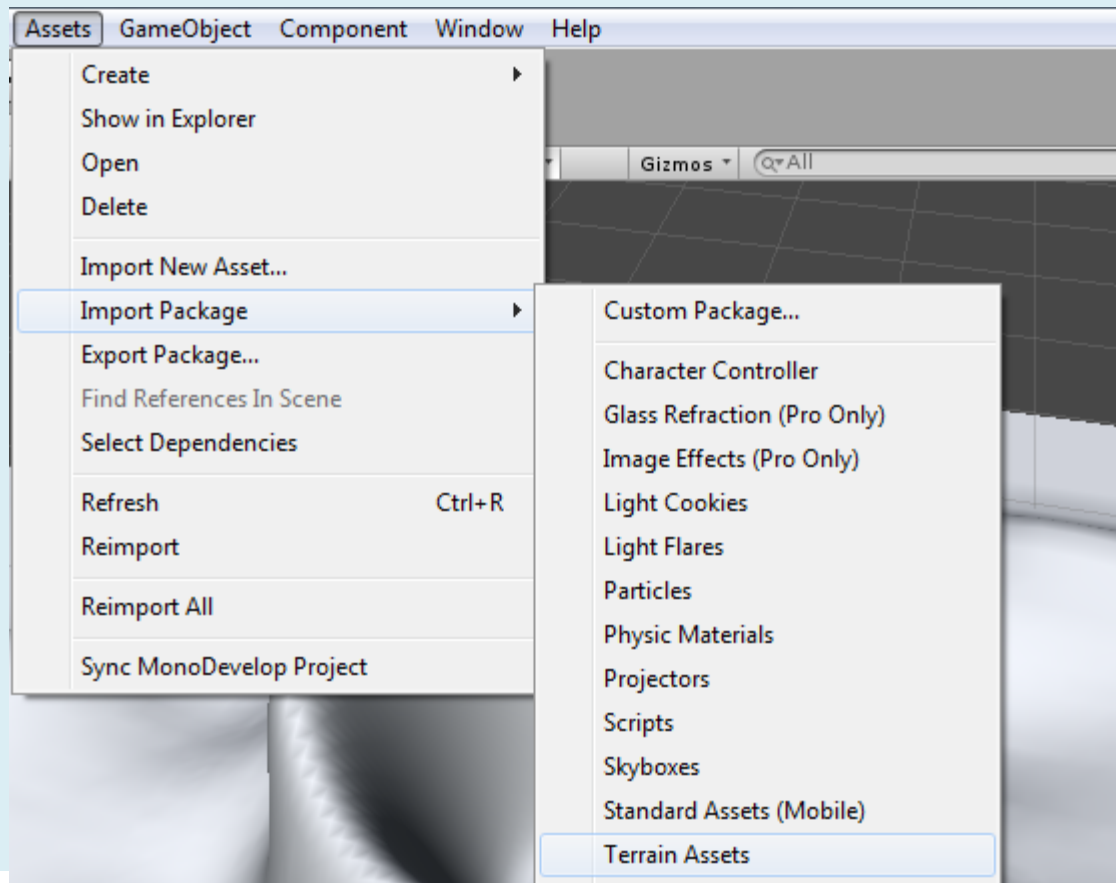 Assets GameObject Component Window Help
Create
Show in Explorer
Open
Delete
Gizmos All
Import New Asset...
Import Package
Export Package...
Find References In Scene
Select Dependencies
Refresh Ctrl+R
Reimport
Reimport All
Sync MonoDevelop Project
Custom Package...
Character Controller
Glass Refraction (Pro Only)
Image Effects (Pro Only)
Light Cookies
Light Flares
Particles
Physic Materials
Projectors
Scripts
Skyboxes
Standard Assets (Mobile)
Terrain Assets